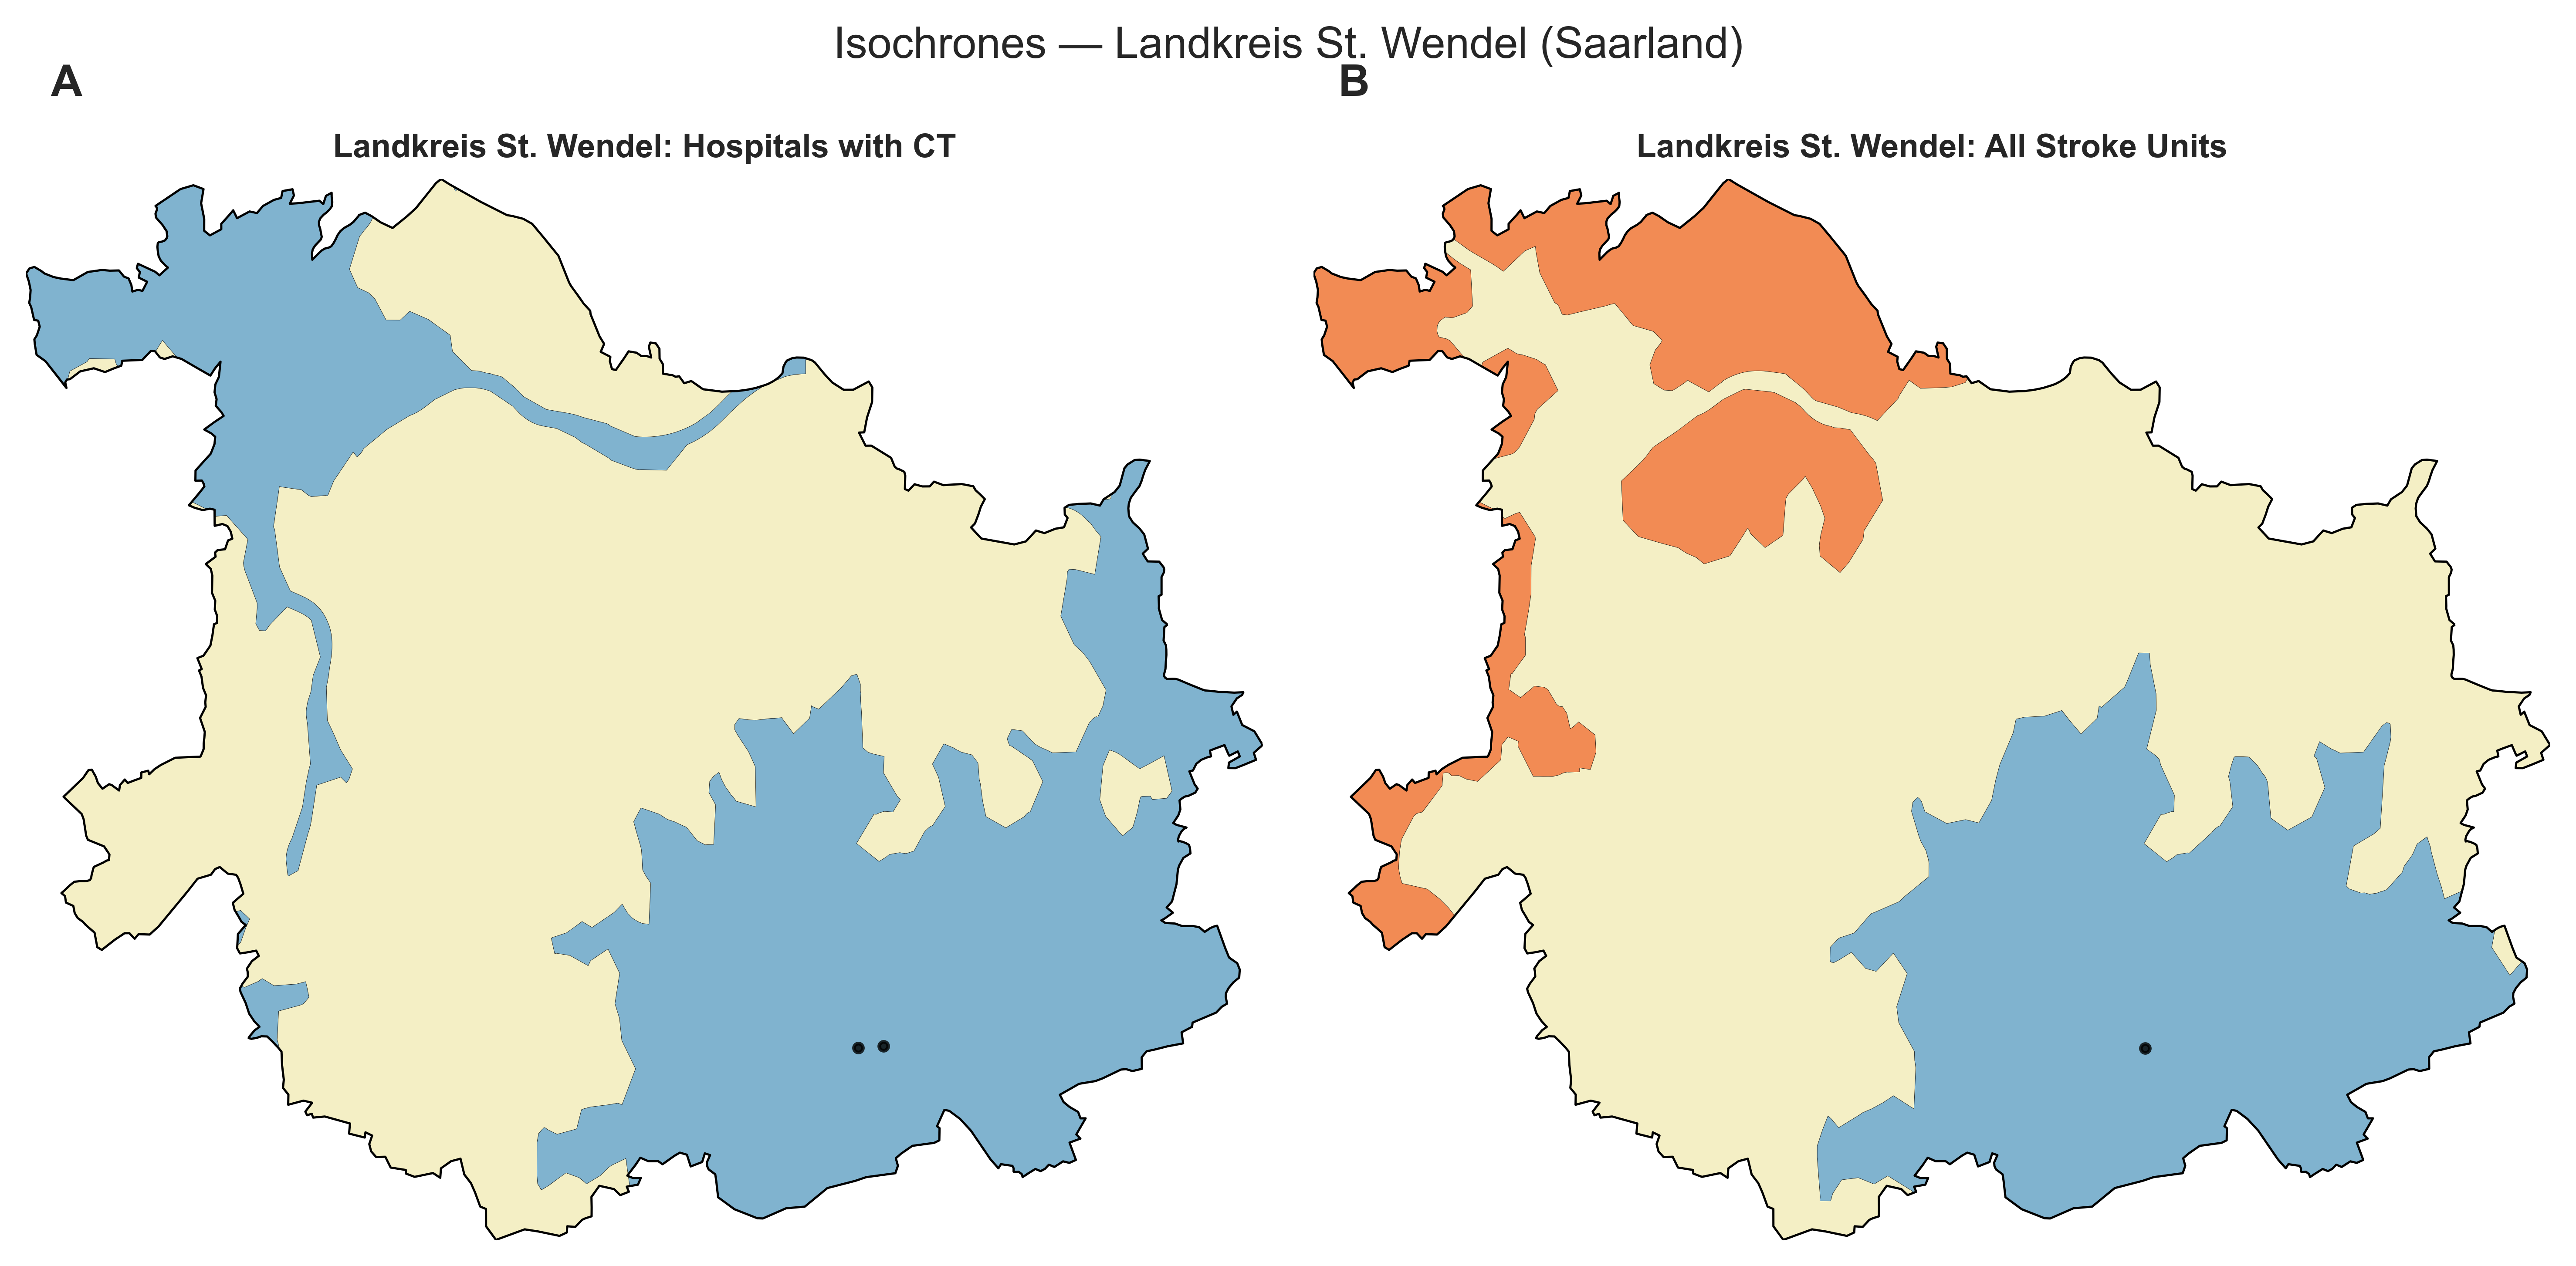 Isochrones — Landkreis St. Wendel (Saarland)
A
B
Landkreis St. Wendel: Hospitals with CT
Landkreis St. Wendel: All Stroke Units